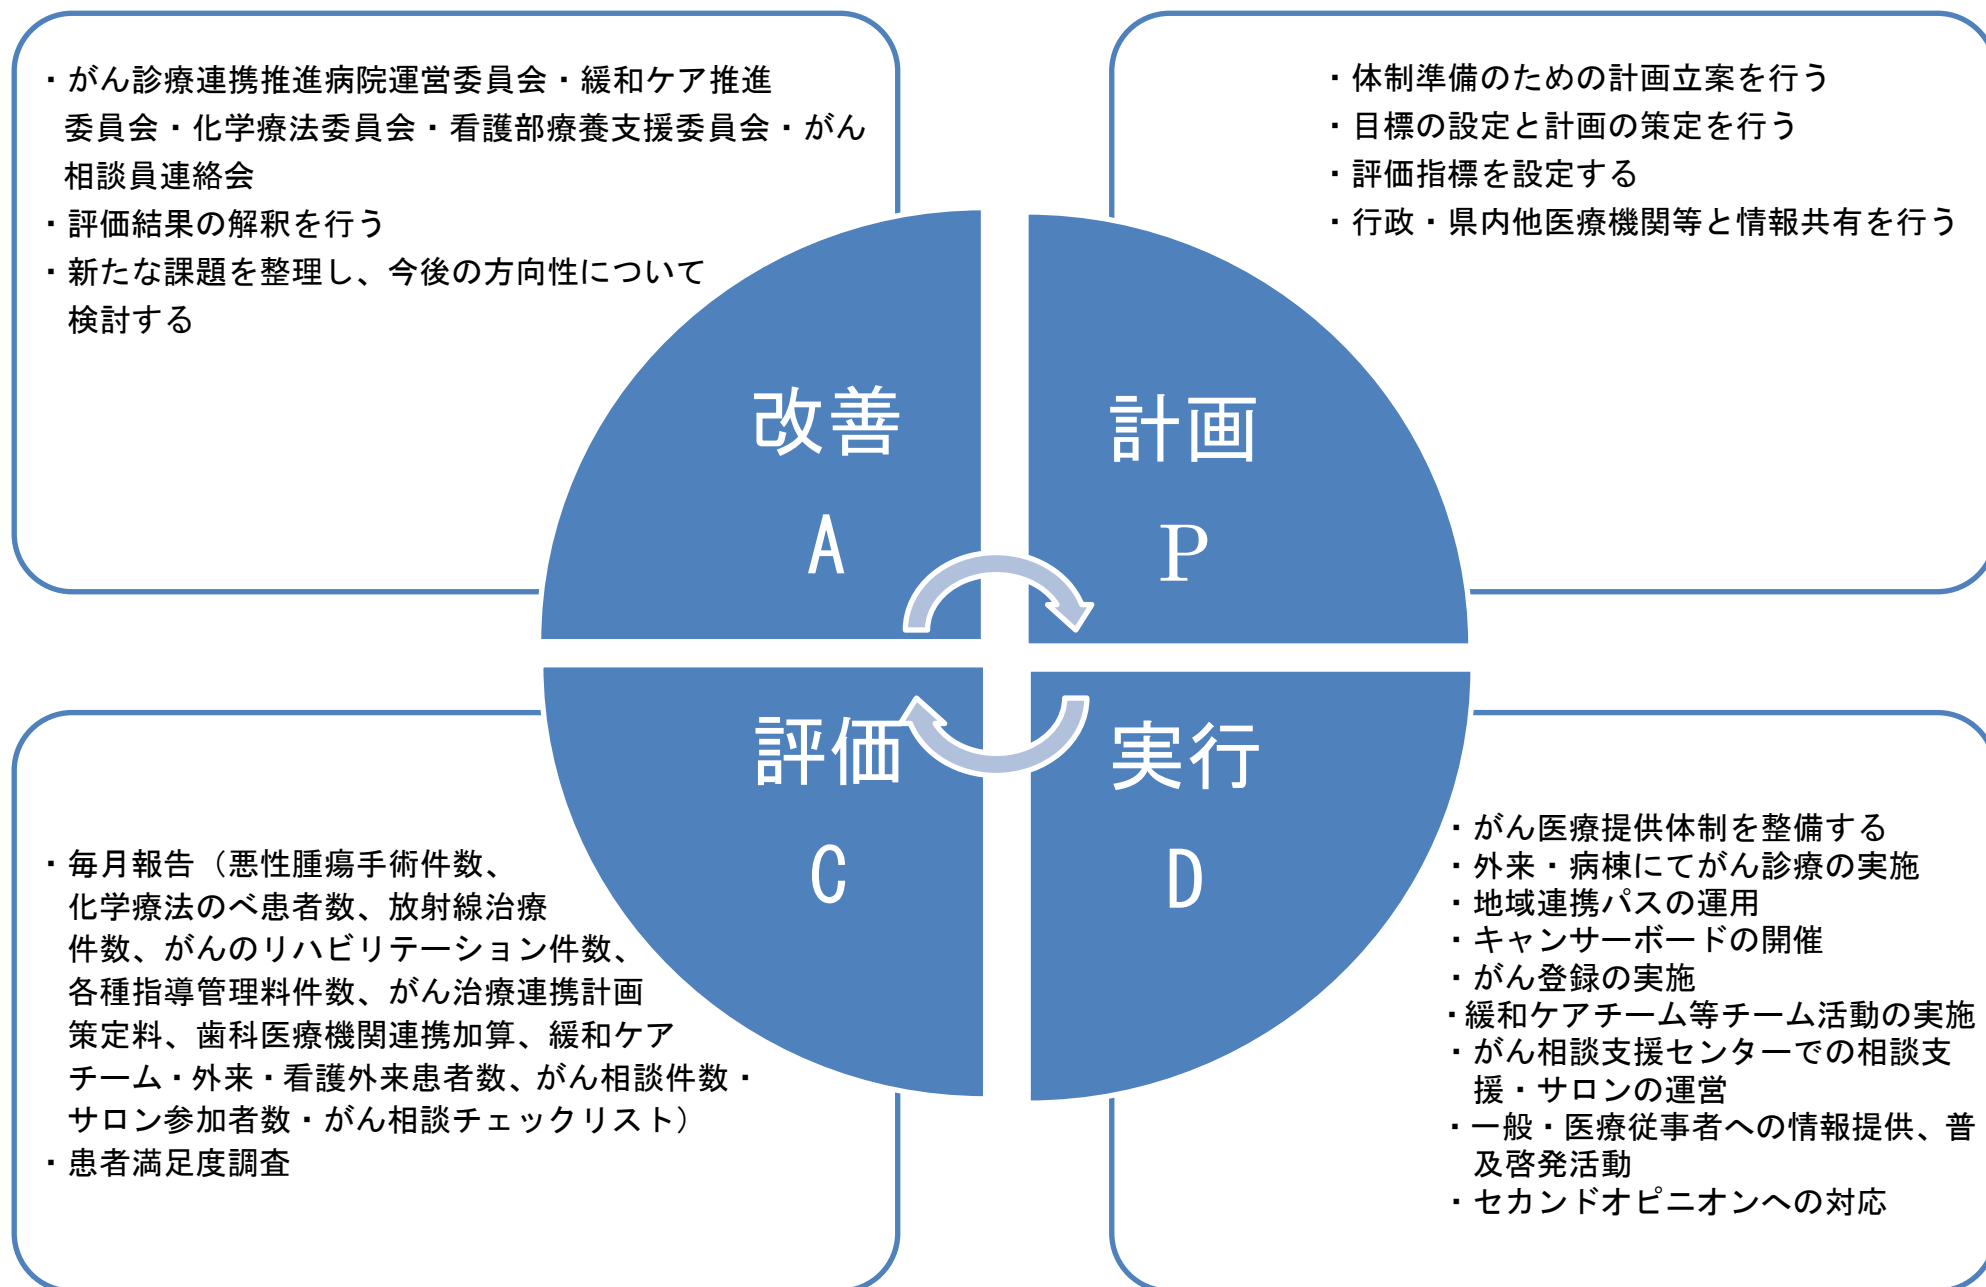 ・がん診療連携推進病院運営委員会・緩和ケア推進
委員会・化学療法委員会・看護部療養支援委員会・がん
相談員連絡会
・評価結果の解釈を行う
・新たな課題を整理し、今後の方向性について
検討する
・体制準備のための計画立案を行う
・目標の設定と計画の策定を行う
・評価指標を設定する
・行政・県内他医療機関等と情報共有を行う
改善
A
計画
P
評価
C
実行
D
・毎月報告（悪性腫瘍手術件数、
化学療法のべ患者数、放射線治療
件数、がんのリハビリテーション件数、
各種指導管理料件数、がん治療連携計画
策定料、歯科医療機関連携加算、緩和ケア
チーム・外来・看護外来患者数、がん相談件数・
サロン参加者数・がん相談チェックリスト）
・患者満足度調査
・がん医療提供体制を整備する
・外来・病棟にてがん診療の実施
・地域連携パスの運用
・キャンサーボードの開催
・がん登録の実施
・緩和ケアチーム等チーム活動の実施
・がん相談支援センターでの相談支
援・サロンの運営
・一般・医療従事者への情報提供、普
及啓発活動
・セカンドオピニオンへの対応